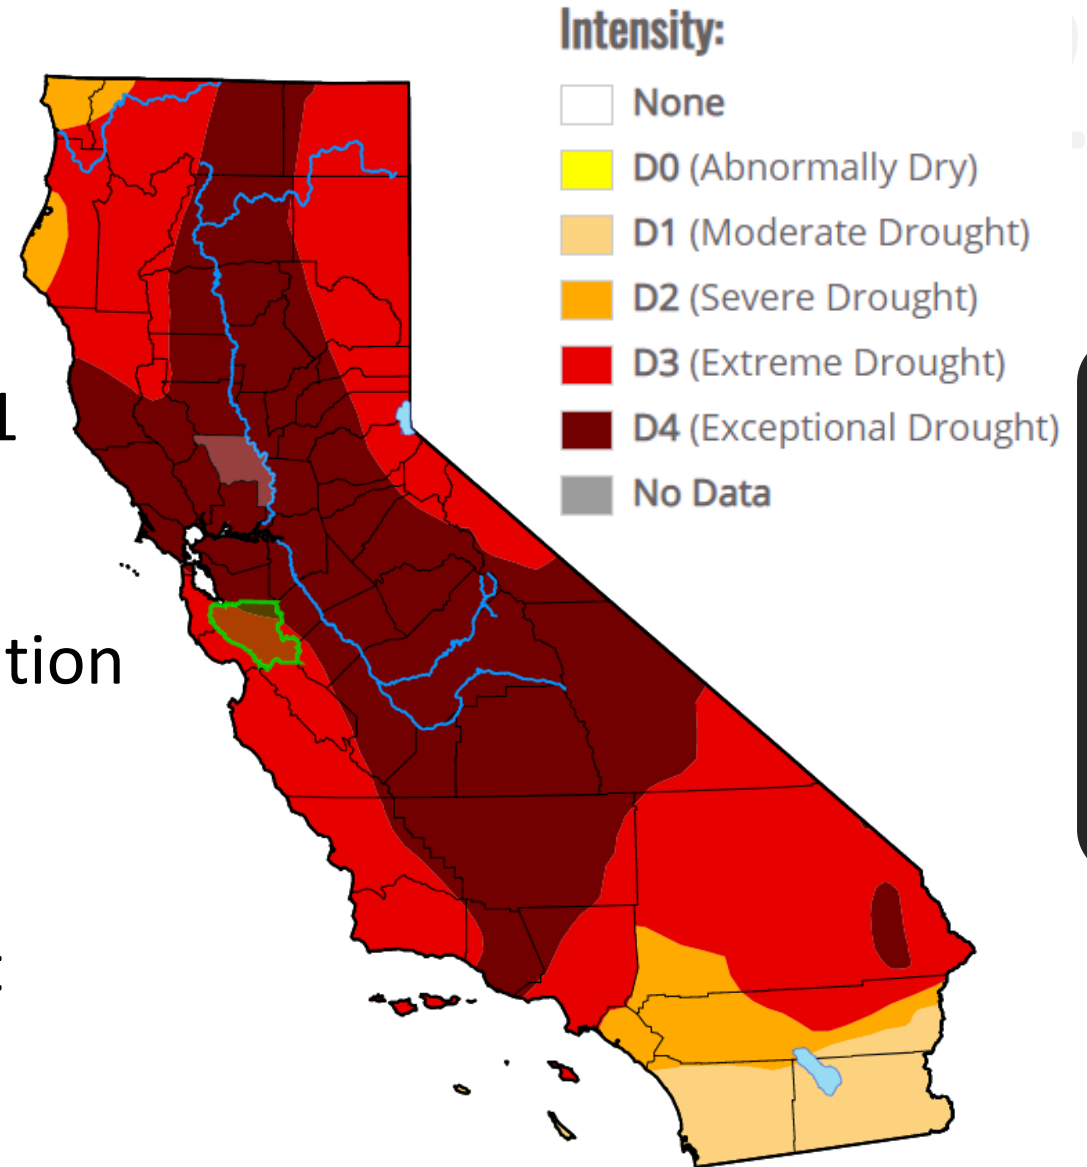 Intensity:
None
D0 (Abnormally Dry)
D1 (Moderate Drought)
D2 (Severe Drought)
D3 (Extreme Drought)
1
D4 (Exceptional Drought)
No Data
tion
: